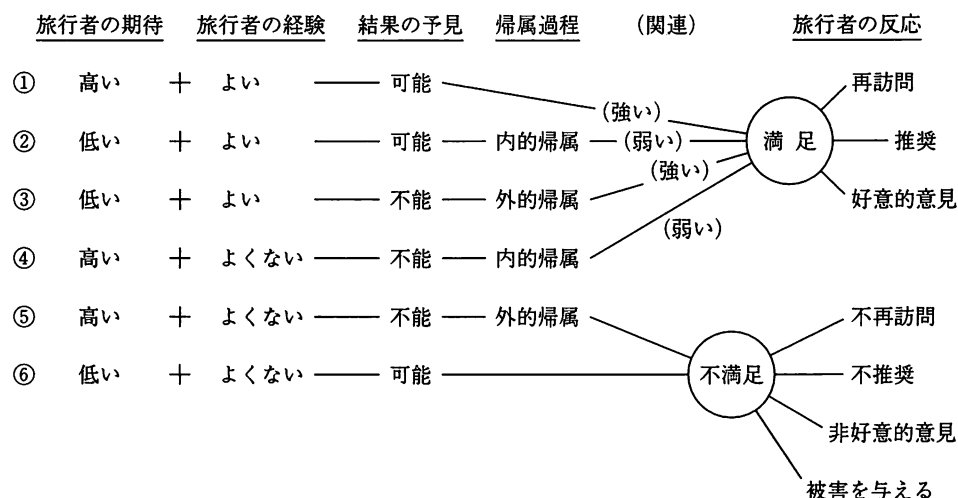 旅行者の期待 旅行者の経験 結果の予見 帰属過程 (関連) 旅行者の反応
① 高い + よい 可能 (強い)
② 低い + よい 可能 内的帰属 (弱い)
③ 低い + よい 不能 外的帰属 (強い)
④ 高い + よくない 不能 内的帰属 (弱い)
満足
再訪問
推奨
好意的意見
⑤ 高い + よくない 不能 外的帰属
⑥ 低い + よくない 可能
不満足
不再訪問
不推奨
非好意的意見
被害を与える